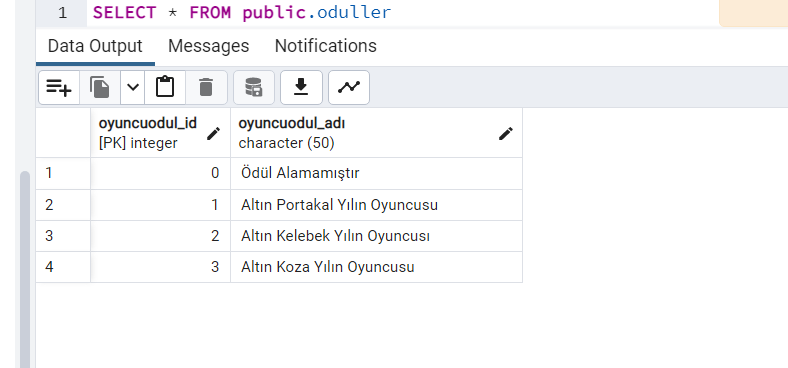 1 SELECT * FROM public.oduller
Data Output Messages Notifications
oyuncuodul_id oyuncuodul_adı
[PK] integer character (50)
1 0 Ödül Alamamıştır
2 1 Altın Portakal Yılın Oyuncusu
3 2 Altın Kelebek Yılın Oyuncusı
4 3 Altın Koza Yılın Oyuncusu